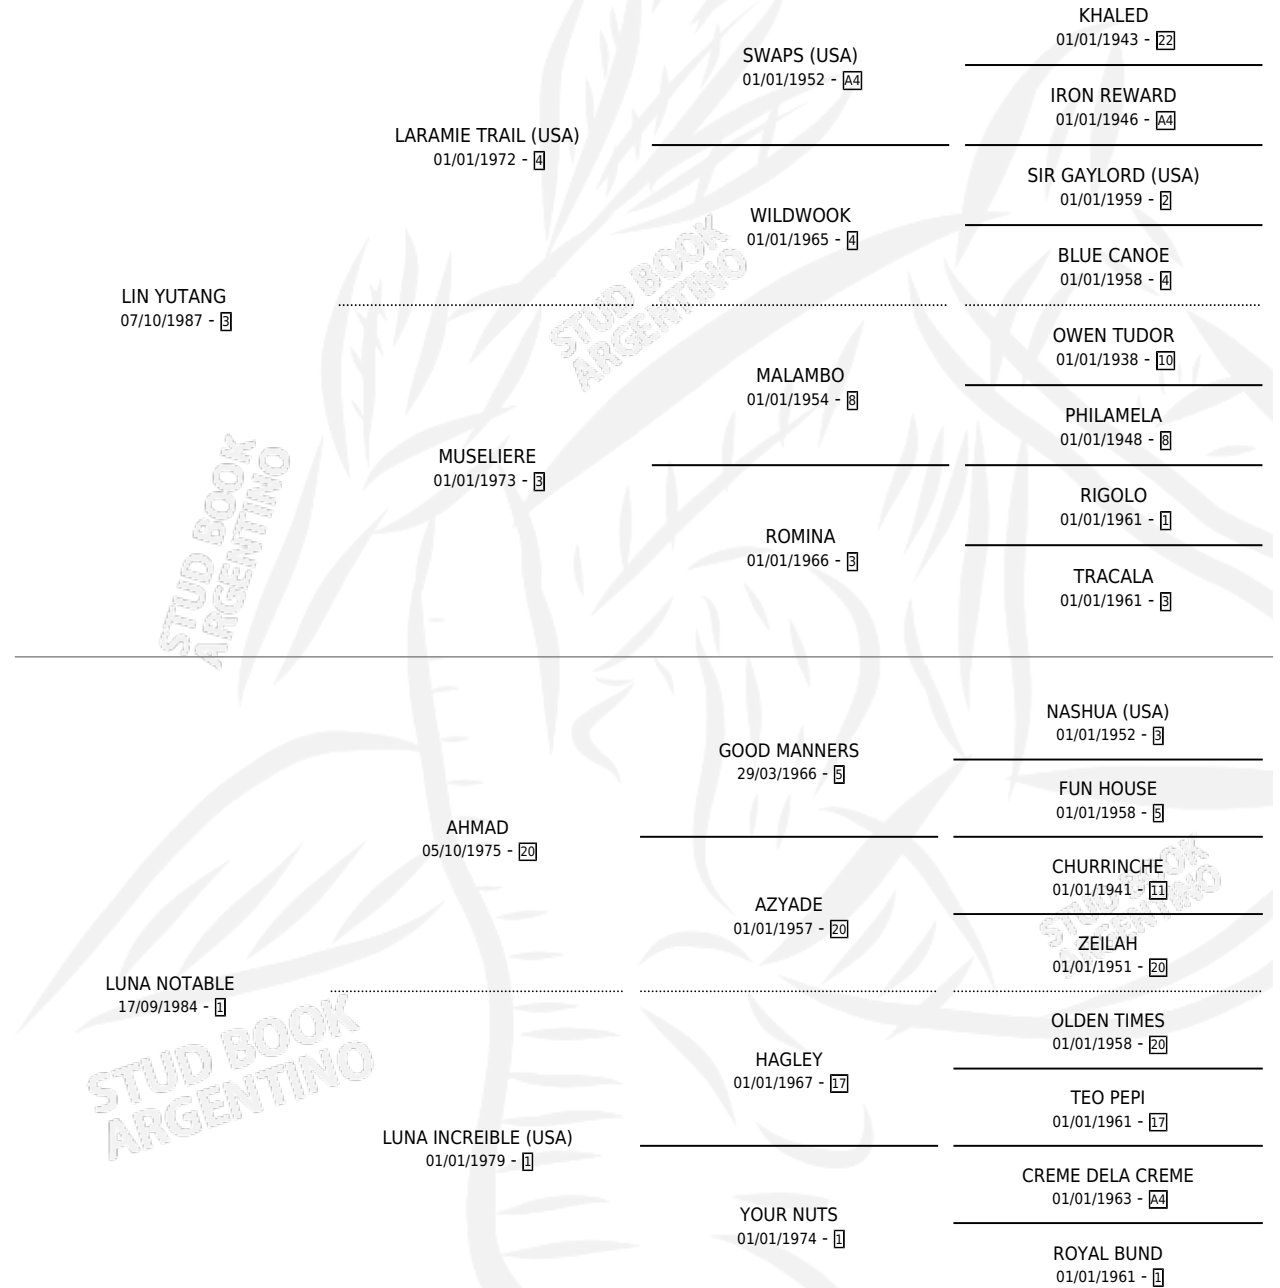 KHALED
01/01/1943 - 22
SWAPS (USA)
01/01/1952 - A4
IRON REWARD
01/01/1946 - A4
LARAMIE TRAIL (USA)
01/01/1972 - 4
SIR GAYLORD (USA)
01/01/1959 - 2
WILDWOOK
01/01/1965 - 4
BLUE CANOE
01/01/1958 - 4
LIN YUTANG
07/10/1987 - 3
OWEN TUDOR
01/01/1938 - 10
MALAMBO
01/01/1954 - 8
PHILAMELA
01/01/1948 - 8
MUSELIERE
01/01/1973 - 3
RIGOLO
01/01/1961 - 1
ROMINA
01/01/1966 - 3
TRACALA
01/01/1961 - 3
STUD BOOK
ARGENTINO
STUD BOOK
ARGENTINO
NASHUA (USA)
01/01/1952 - 3
GOOD MANNERS
29/03/1966 - 5
FUN HOUSE
01/01/1958 - 5
AHMAD
05/10/1975 - 20
CHURRINCHE
01/01/1941 - 11
AZYADE
01/01/1957 - 20
ZEILAH
01/01/1951 - 20
LUNA NOTABLE
17/09/1984 - 1
OLDEN TIMES
01/01/1958 - 20
HAGLEY
01/01/1967 - 17
TEO PEPI
01/01/1961 - 17
LUNA INCREIBLE (USA)
01/01/1979 - 1
CREME DELA CREME
01/01/1963 - A4
YOUR NUTS
01/01/1974 - 1
ROYAL BUND
01/01/1961 - 1
STUD BOOK
ARGENTINO
STUD BOOK
ARGENTINO